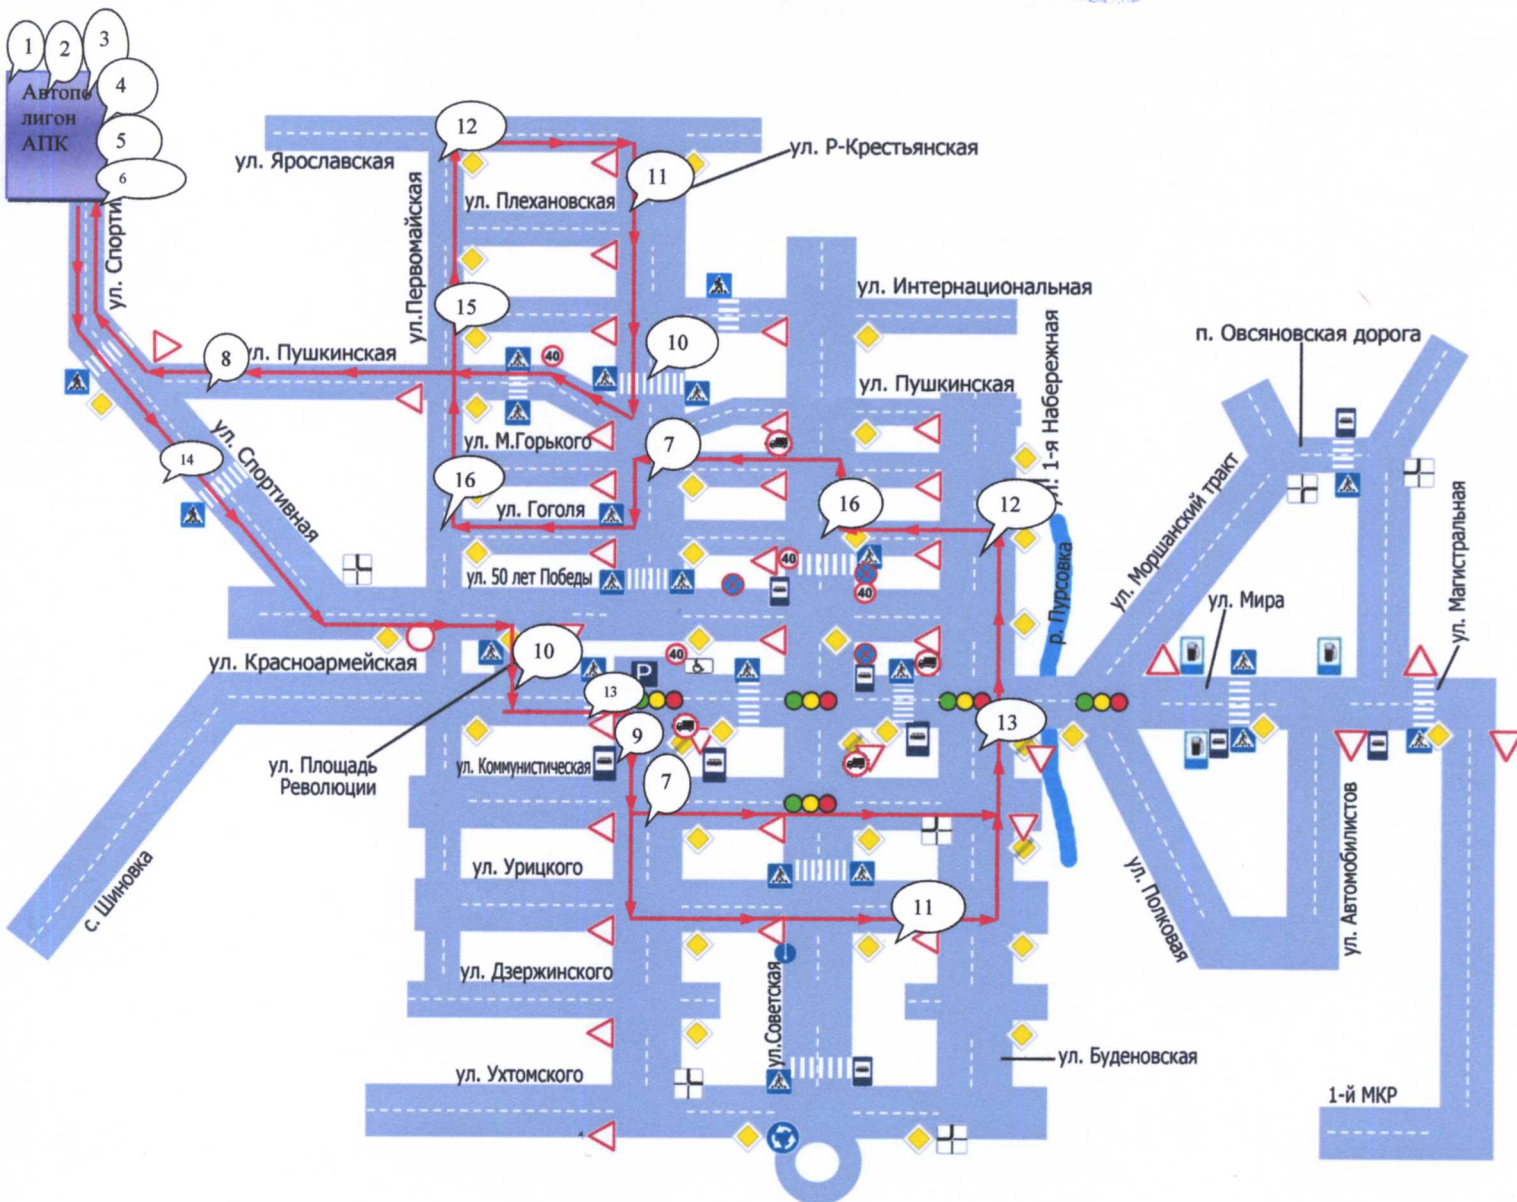 1
2
3
Автопо
лигон
АПК
4
5
6
ул. Ярославская
12
ул. Р-Крестьянская
11
ул. Плехановская
ул.Первомайская
ул. Спорти
ул. Интернациональная
15
8
ул. Пушкинская
40
10
ул. Пушкинская
ул. 1-я Набережная
п. Овсяновская дорога
ул. М.Горького
7
14
ул. Спортивная
16
ул. Гоголя
16
12
ул. Моршанский тракт
ул. Магистральная
ул. 50 лет Победы
40
40
р. Пурсовка
ул. Мира
ул. Красноармейская
10
40
P
13
13
9
ул. Площадь
Революции
ул. Коммунистическая
7
с. Шиновка
ул. Урицкого
11
ул. Полковая
ул. Автомобилистов
ул. Дзержинского
ул.Советская
ул. Ухтомского
ул. Буденовская
1-й МКР